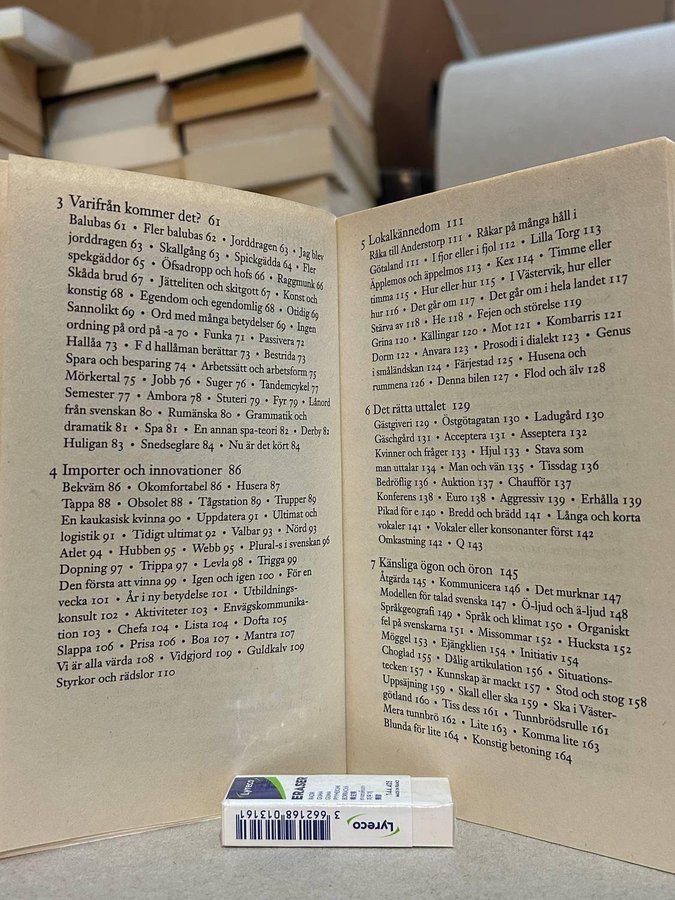 3 Varifrån kommer det? 61
Balubas 61 • Fler balubas 62 • Jorddragen 63 • Jag blev
jorddragen 63 • Skallgång 63 • Spickgädda 64 • Fler
spekgäddor 65 • Öfsadropp och hofs 66 • Raggmunk 66
Skåda brud 67 • Jätteliten och skitgott 67 • Konst och
konstig 68 • Egendom och egendomlig 68 • Otidig 69
Sannolikt 69 • Ord med många betydelser 69 • Ingen
ordning på ord på -a 70 • Funka 71 • Passivera 72
Hallåa 73 • F d hallåman berättar 73 • Bestrida 73
Spara och besparing 74 • Arbetssätt och arbetsform 75
Mörkertal 75 • Jobb 76 • Suger 76 • Tandemcykel 77
Semester 77 • Ambora 78 • Stuteri 79 • Fyr 79 • Lånord
från svenskan 80 • Rumänska 80 • Grammatik och
dramatik 81 • Spa 81 • En annan spa-teori 82 • Derby 82
Huligan 83 • Snedseglare 84 • Nu är det kört 84
4 Importer och innovationer 86
Bekväm 86 • Okomfortabel 86 • Husera 87
Tappa 88 • Obsolet 88 • Tågstation 89 • Trupper 89
En kaukasisk kvinna 90 • Uppdatera 91 • Ultimat och
logistik 91 • Tidigt ultimat 92 • Valbar 93 • Nörd 93
Atlet 94 • Hubben 95 • Webb 95 • Plural-s i svenskan 96
Dopning 97 • Trippa 97 • Levla 98 • Trigga 99
Den första att vinna 99 • Igen och igen 100 • För en
vecka 101 • År i ny betydelse 101 • Utbildnings-
konsult 102 • Aktiviteter 103 • Envägskommunika-
tion 103 • Chefa 104 • Lista 104 • Dofta 105
Slappa 106 • Prisa 106 • Boa 107 • Mantra 107
Vi är alla värda 108 • Vidgjord 109 • Guldkalv 109
Styrkor och rädslor 110
5 Lokalkännedom 111
Råka till Anderstorp 111 • Råkar på många håll i
Götaland 111 • I fjor eller i fjol 112 • Lilla Torg 113
Äpplemos och äppelmos 113 • Kex 114 • Timme eller
timma 115 • Hur eller hur 115 • I Västervik, hur eller
hur 116 • Det går om 117 • Det går om i hela landet 117
Stärva av 118 • He 118 • Fejen och störelse 119
Grina 120 • Källingar 120 • Mot 121 • Kombarris 121
Dorm 122 • Anvara 123 • Prosodi i dialekt 123 • Genus
i småländskan 124 • Färjestad 125 • Husena och
rummena 126 • Denna bilen 127 • Flod och älv 128
6 Det rätta uttalet 129
Gästgiveri 129 • Östgötagatan 130 • Ladugård 130
Gäschgård 131 • Acceptera 131 • Asseptera 132
Kvinner och fråger 133 • Hjul 133 • Stava som
man uttalar 134 • Man och vän 135 • Tissdag 136
Bedröflig 136 • Auktion 137 • Chaufför 137
Konferens 138 • Euro 138 • Aggressiv 139 • Erhålla 139
Pikad för e 140 • Bredd och brädd 141 • Långa och korta
vokaler 141 • Vokaler eller konsonanter först 142
Omkastning 142 • Q 143
7 Känsliga ögon och öron 145
Åtgärda 145 • Kommunicera 146 • Det murknar 147
Modellen för talad svenska 147 • Ö-ljud och ä-ljud 148
Språkgeografi 149 • Språk och klimat 150 • Organiskt
fel på svenskarna 151 • Missommar 152 • Hucksta 152
Möggel 153 • Ejängklien 154 • Initiativ 154
Choglad 155 • Dålig artikulation 156 • Situations-
tecken 157 • Kunnskap är mackt 157 • Stod och stog 158
Uppsäjning 159 • Skall eller ska 159 • Ska i Väster-
götland 160 • Tiss dess 161 • Tunnbrödsrulle 161
Mera tunnbrö 162 • Lite 163 • Komma lite 163
Blunda för lite 164 • Konstig betoning 164
Lyreco
ERASER
3 662168 013161
Lyreco